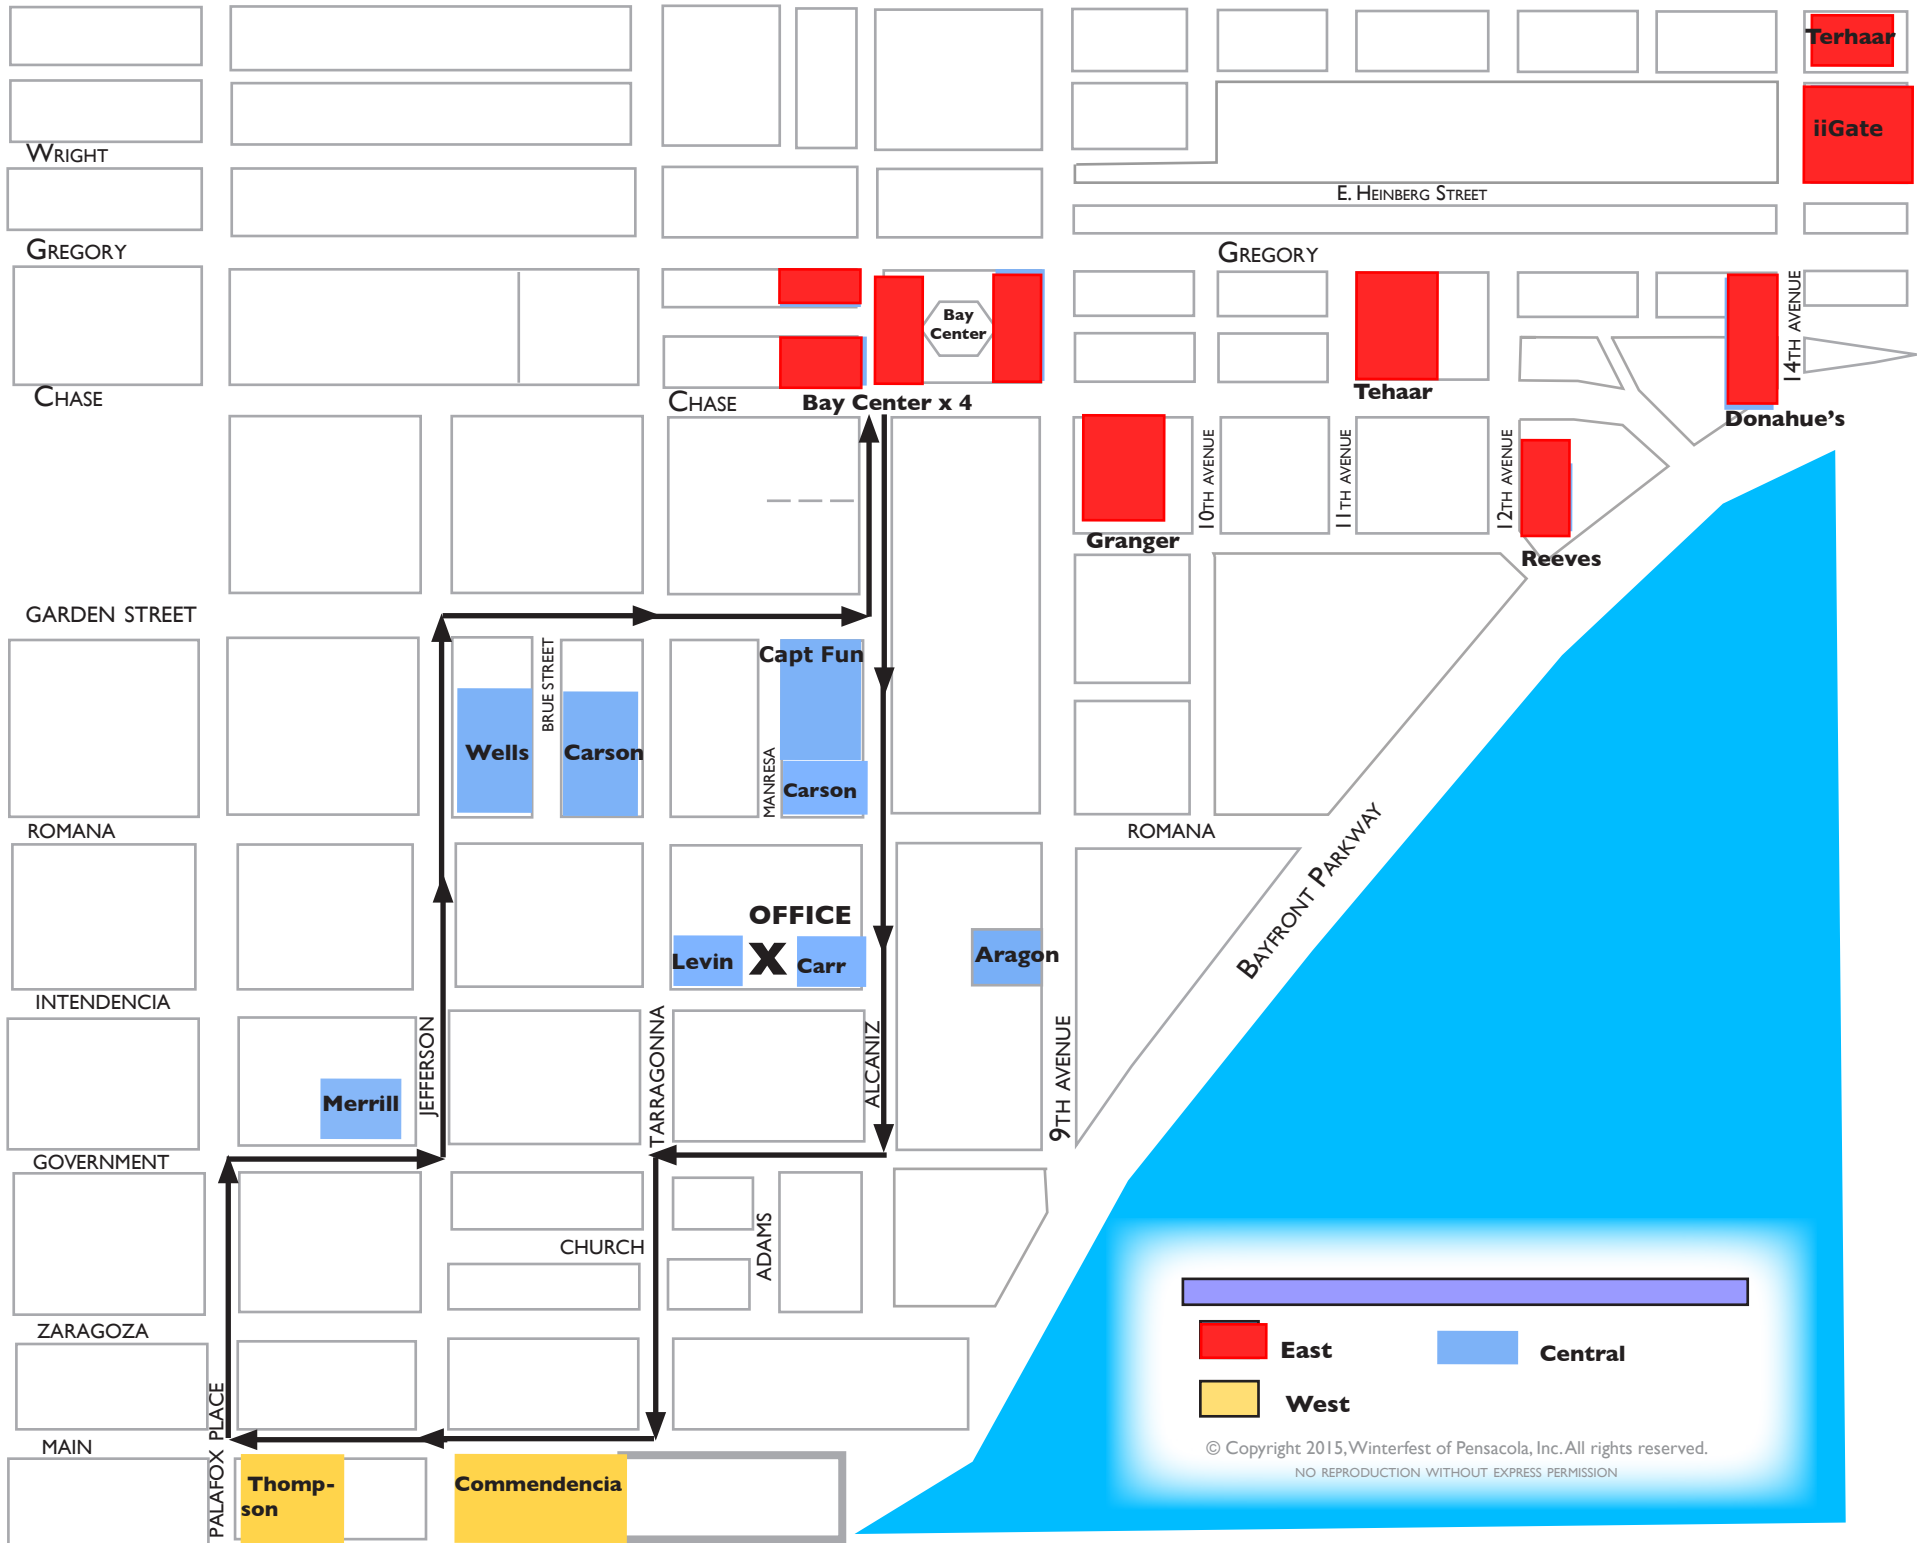 Terhaar
iiGate
WRIGHT
E. HEINBERG STREET
GREGORY
GREGORY
Bay
Center
14TH AVENUE
CHASE
CHASE
Bay Center x 4
Tehaar
Donahue's
10TH AVENUE
11TH AVENUE
12TH AVENUE
Granger
Reeves
GARDEN STREET
BRUE STREET
Capt Fun
Wells
Carson
MANRESA
Carson
ROMANA
ROMANA
BAYFRONT PARKWAY
OFFICE
Levin
X
Carr
Aragon
INTENDENCIA
JEFFERSON
TARRAGONNA
ALCANIZ
9TH AVENUE
Merrill
GOVERNMENT
CHURCH
ADAMS
ZARAGOZA
East
Central
West
PALAFOX PLACE
MAIN
Thomp-
son
Commendencia
© Copyright 2015, Winterfest of Pensacola, Inc. All rights reserved.
NO REPRODUCTION WITHOUT EXPRESS PERMISSION